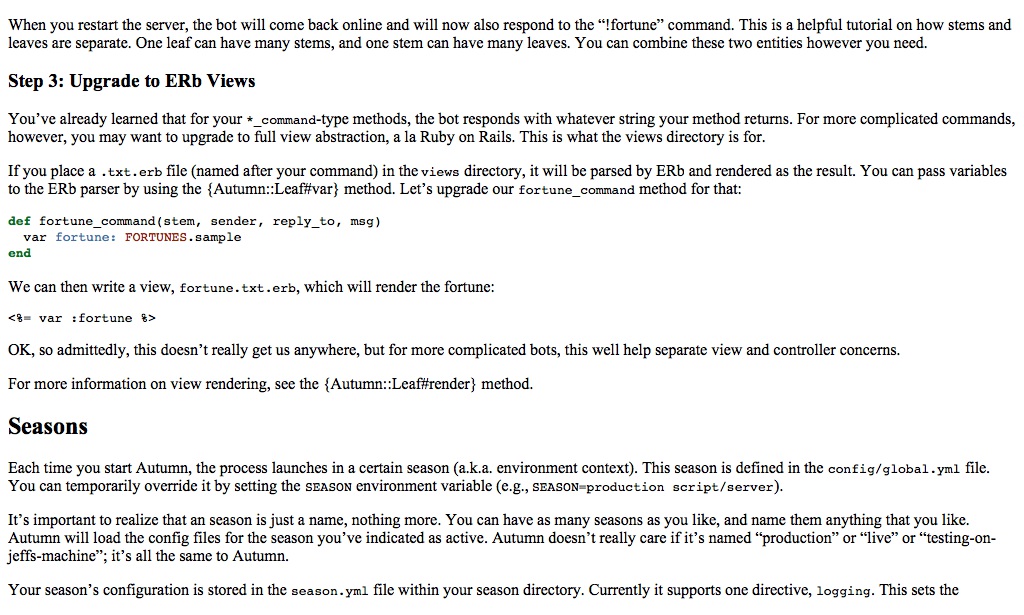 When you restart the server, the bot will come back online and will now also respond to the “!fortune” command. This is a helpful tutorial on how stems and
leaves are separate. One leaf can have many stems, and one stem can have many leaves. You can combine these two entities however you need.
Step 3: Upgrade to ERb Views
You’ve already learned that for your *_command-type methods, the bot responds with whatever string your method returns. For more complicated commands,
however, you may want to upgrade to full view abstraction, a la Ruby on Rails. This is what the views directory is for.
If you place a .txt.erb file (named after your command) in the views directory, it will be parsed by ERb and rendered as the result. You can pass variables
to the ERb parser by using the {Autumn::Leaf#var} method. Let’s upgrade our fortune_command method for that:
def fortune_command(stem, sender, reply_to, msg)
  var fortune: FORTUNES.sample
end
We can then write a view, fortune.txt.erb, which will render the fortune:
<%= var :fortune %>
OK, so admittedly, this doesn’t really get us anywhere, but for more complicated bots, this well help separate view and controller concerns.
For more information on view rendering, see the {Autumn::Leaf#render} method.
Seasons
Each time you start Autumn, the process launches in a certain season (a.k.a. environment context). This season is defined in the config/global.yml file.
You can temporarily override it by setting the SEASON environment variable (e.g., SEASON=production script/server).
It’s important to realize that an season is just a name, nothing more. You can have as many seasons as you like, and name them anything that you like.
Autumn will load the config files for the season you’ve indicated as active. Autumn doesn’t really care if it’s named “production” or “live” or “testing-on-
jeffs-machine”; it’s all the same to Autumn.
Your season’s configuration is stored in the season.yml file within your season directory. Currently it supports one directive, logging. This sets the